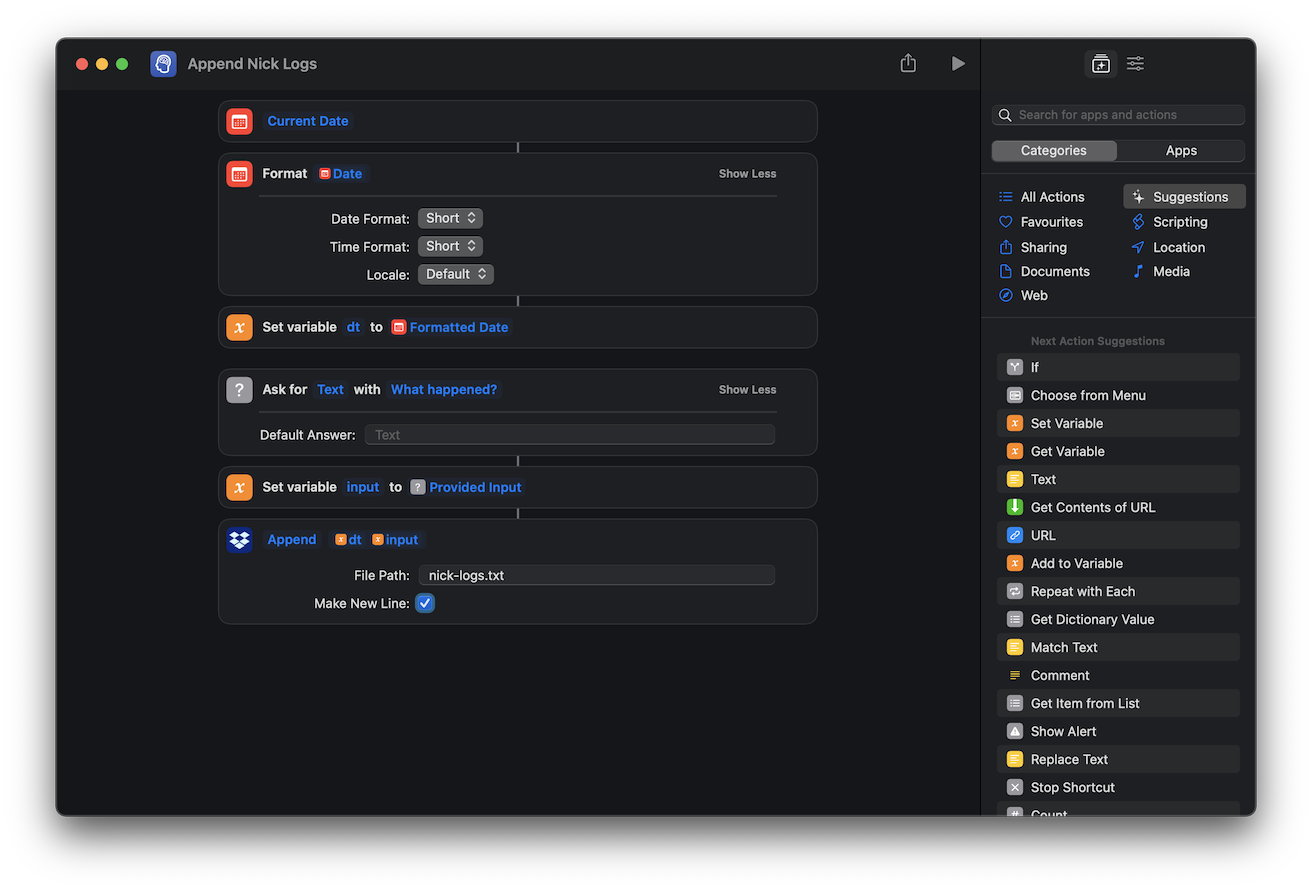 Append Nick Logs
Current Date
Format Date Show Less
Date Format: Short
Time Format: Short
Locale: Default
Set variable dt to Formatted Date
Ask for Text with What happened? Show Less
Default Answer: Text
Set variable input to Provided Input
Append dt input
File Path: nick-logs.txt
Make New Line:
Search for apps and actions
Categories Apps
All Actions Suggestions
Favourites Scripting
Sharing Location
Documents Media
Web
Next Action Suggestions
If
Choose from Menu
Set Variable
Get Variable
Text
Get Contents of URL
URL
Add to Variable
Repeat with Each
Get Dictionary Value
Match Text
Comment
Get Item from List
Show Alert
Replace Text
Stop Shortcut
Count